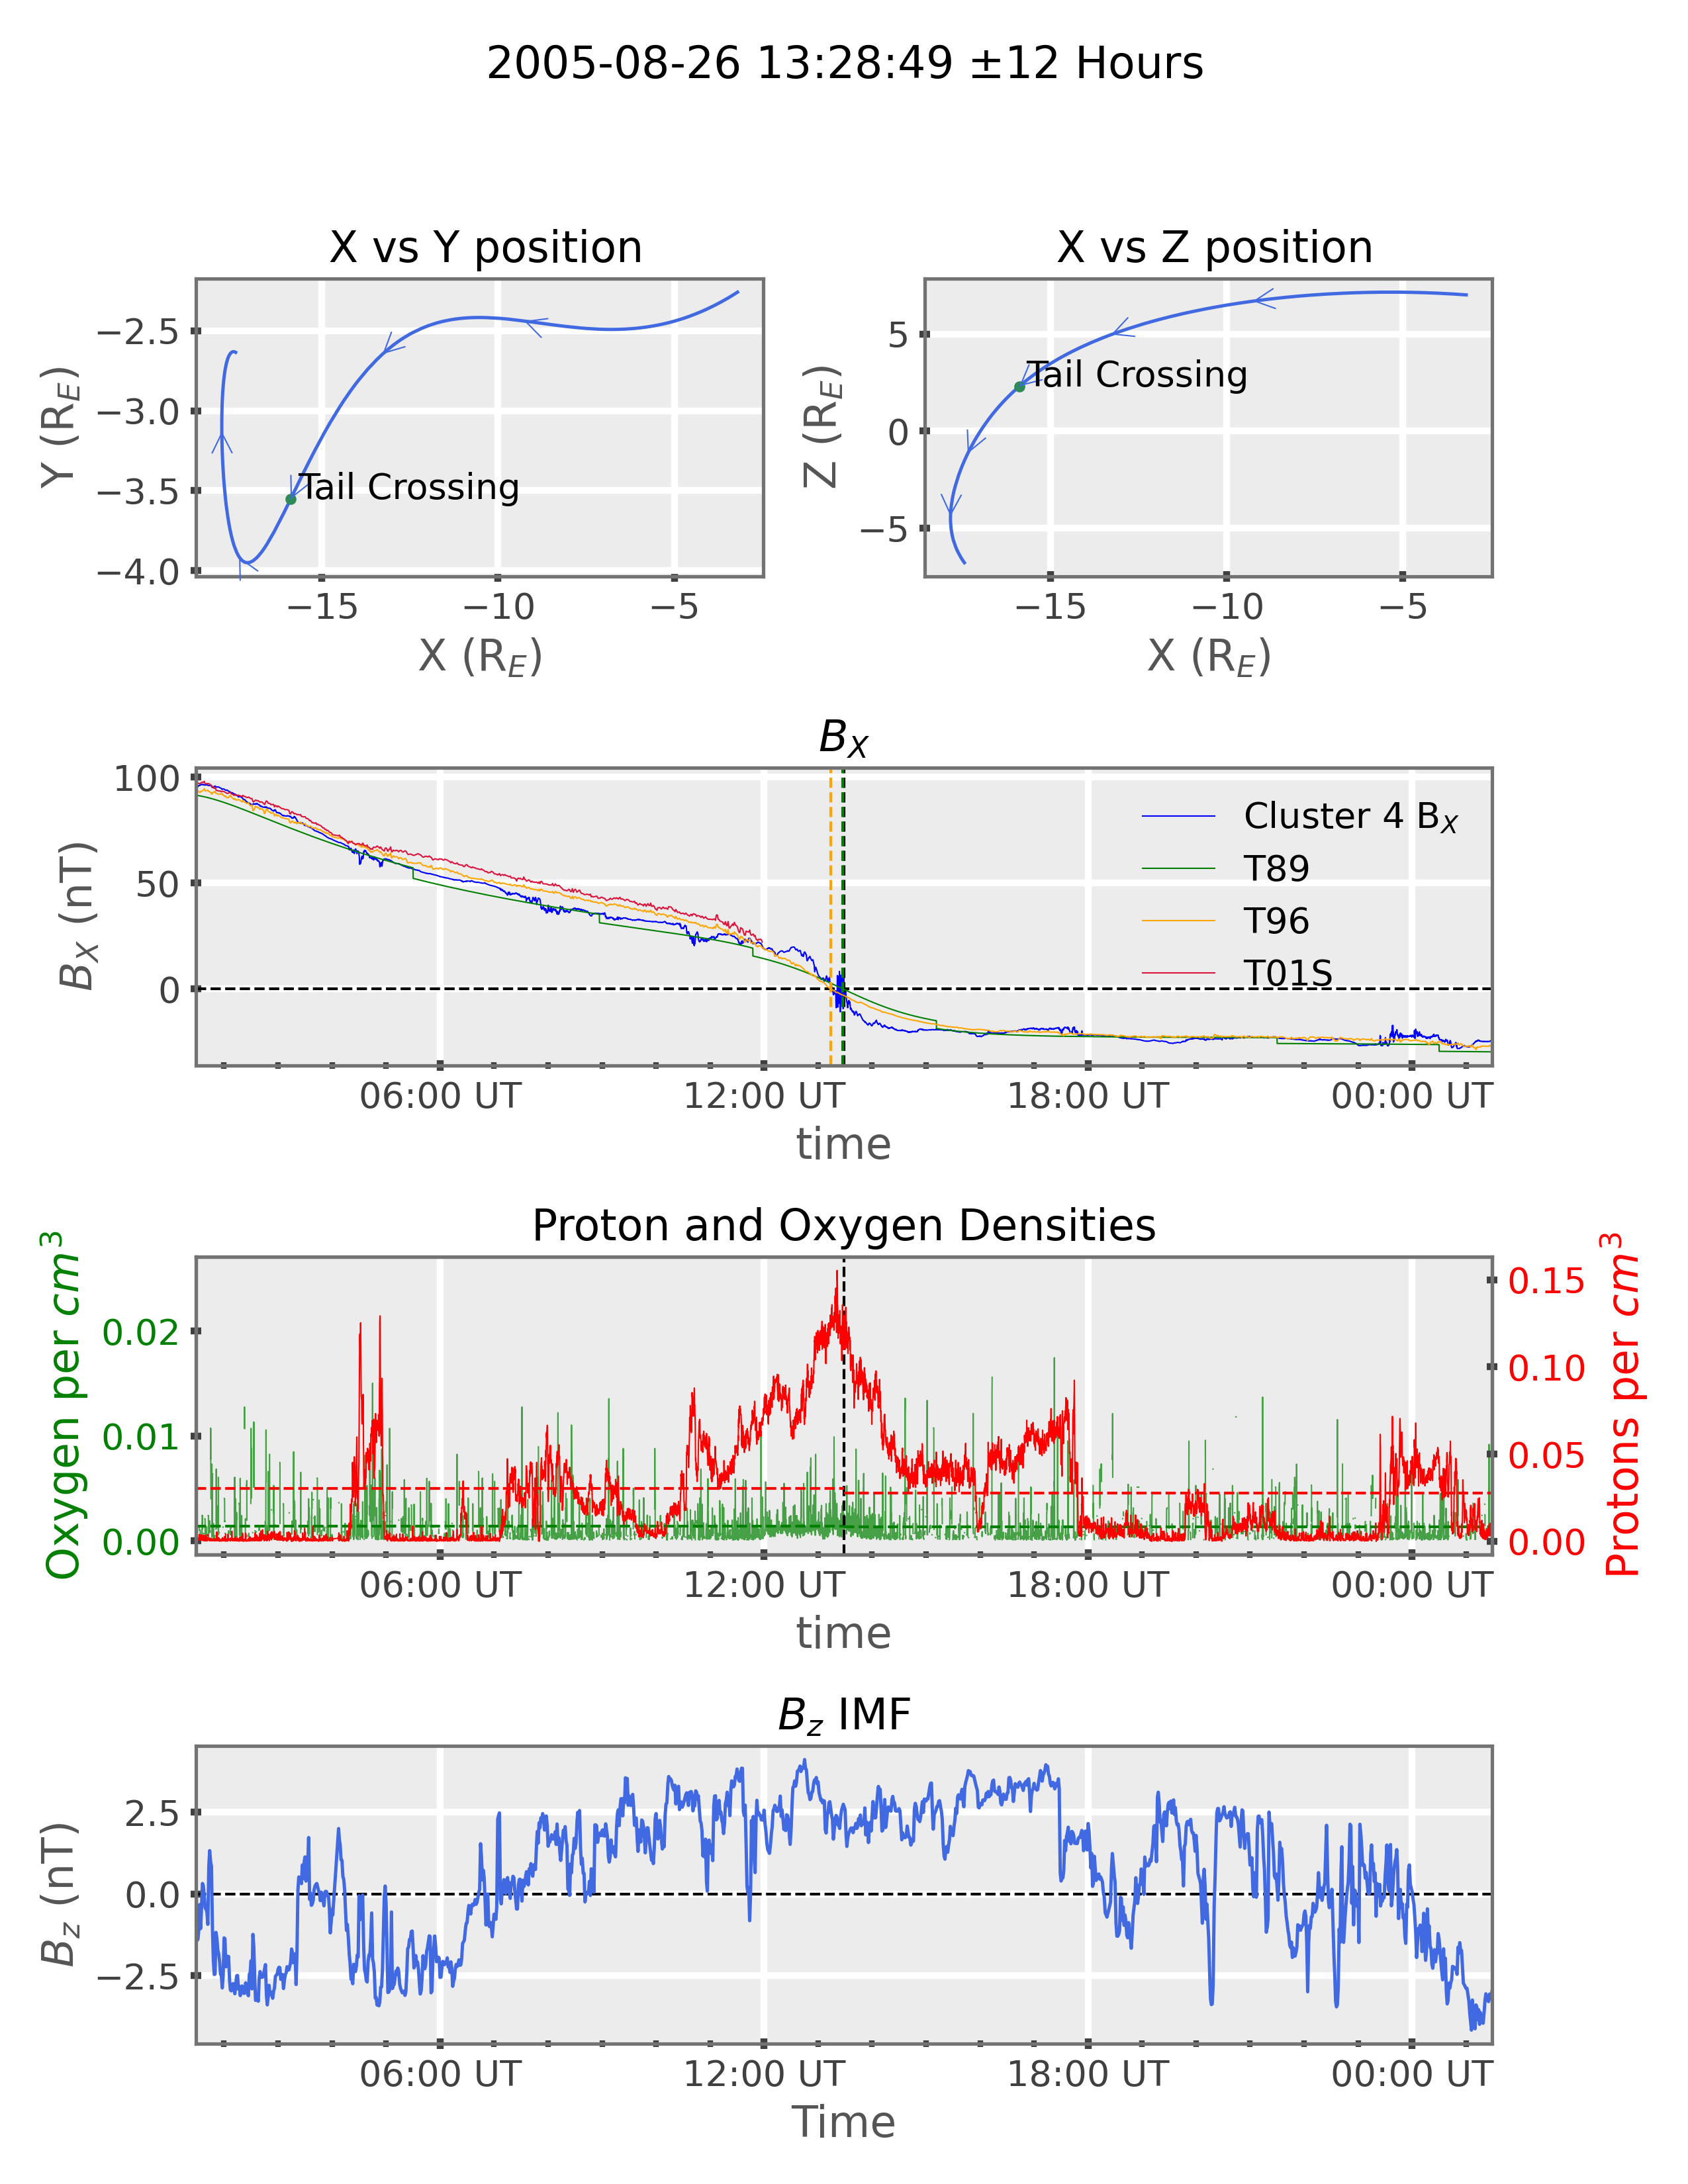 2005-08-26 13:28:49 ±12 Hours
X vs Y position
X vs Z position
Y (R_E)
−2.5
−3.0
−3.5
−4.0
Tail Crossing
−15
−10
−5
X (R_E)
Z (R_E)
5
0
−5
Tail Crossing
−15
−10
−5
X (R_E)
B_X
B_X (nT)
100
50
0
Cluster 4 B_X
T89
T96
T01S
06:00 UT
12:00 UT
18:00 UT
00:00 UT
time
Proton and Oxygen Densities
Oxygen per cm^3
0.02
0.01
0.00
0.15
0.10
0.05
0.00
Protons per cm^3
06:00 UT
12:00 UT
18:00 UT
00:00 UT
time
B_z IMF
B_z (nT)
2.5
0.0
−2.5
06:00 UT
12:00 UT
18:00 UT
00:00 UT
Time